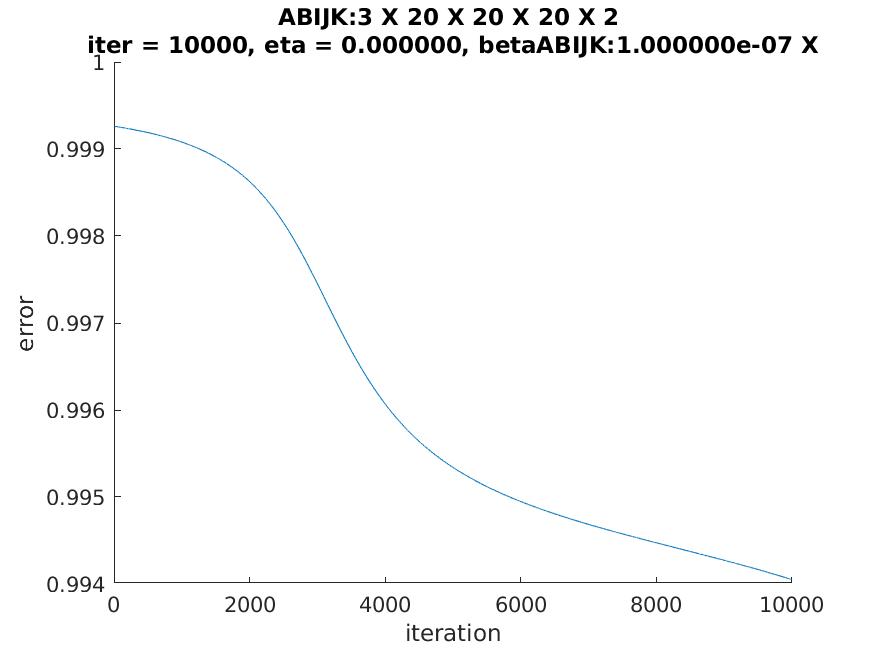 ABIJK:3 X 20 X 20 X 20 X 2
iter = 10000, eta = 0.000000, betaABIJK:1.000000e-07 X
1
0.999
0.998
0.997
0.996
0.995
0.994
error
0 2000 4000 6000 8000 10000
iteration